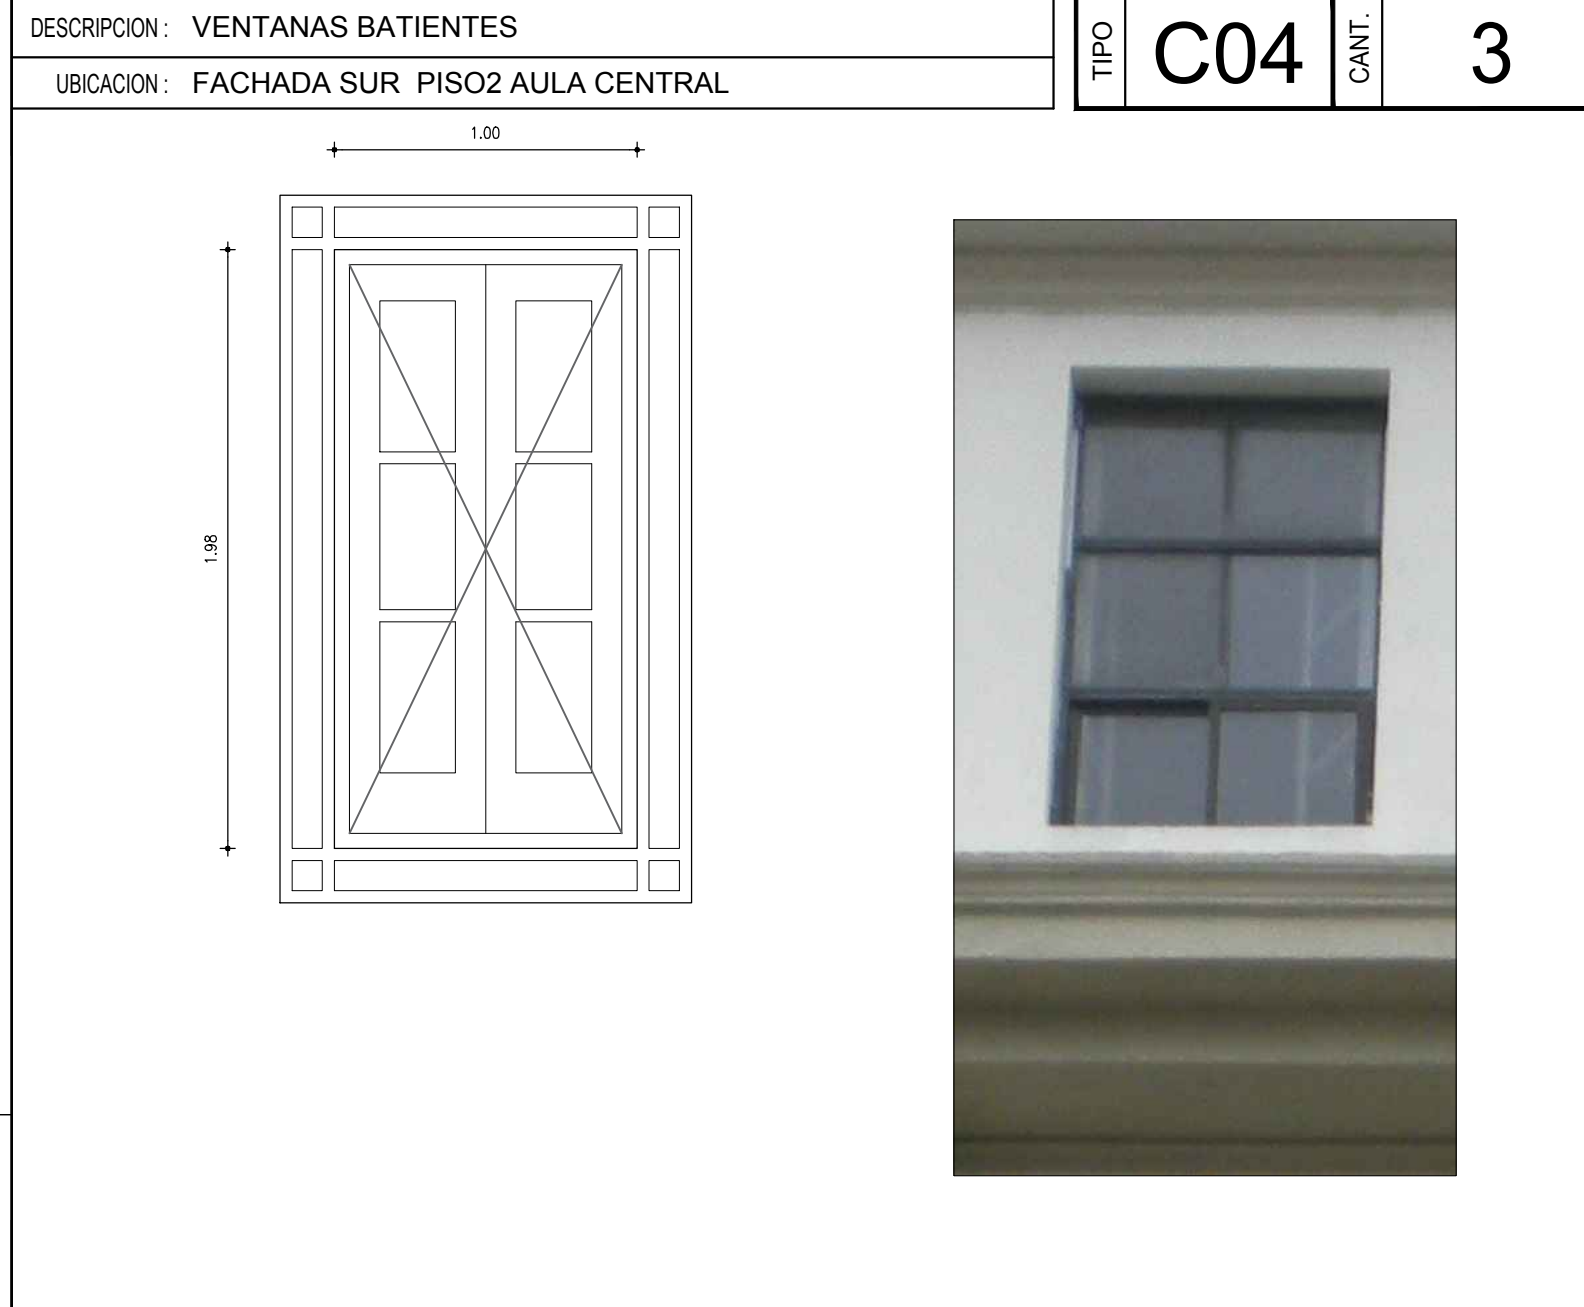 DESCRIPCION : VENTANAS BATIENTES
TIPO
C04
CANT.
3
UBICACION : FACHADA SUR PISO2 AULA CENTRAL
1.00
1.98